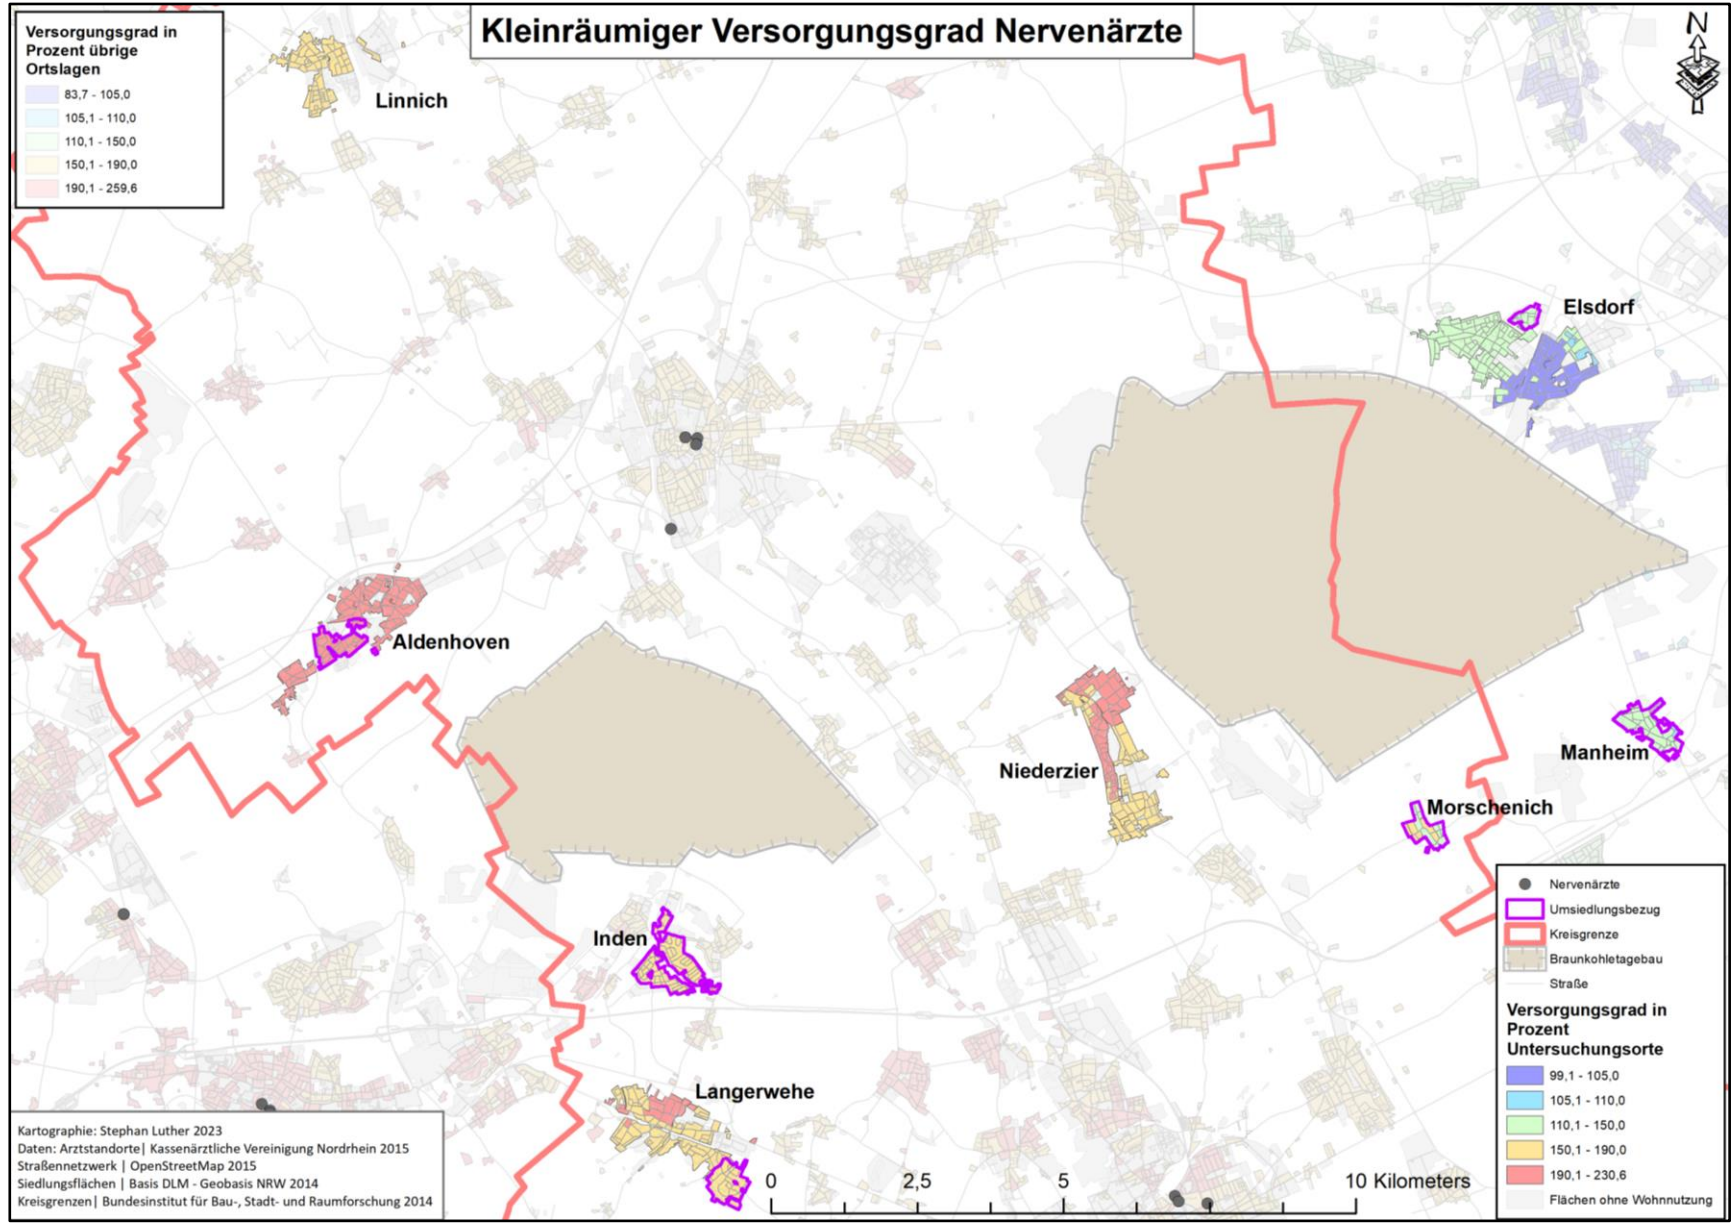 Kleinräumiger Versorgungsgrad Nervenärzte
Versorgungsgrad in
Prozent übrige
Ortslagen
83,7 - 105,0
105,1 - 110,0
110,1 - 150,0
150,1 - 190,0
190,1 - 259,6
N
Linnich
Elsdorf
Aldenhoven
Manheim
Niederzier
Morschenich
Inden
Langerwehe
Nervenärzte
Umsiedlungsbezug
Kreisgrenze
Braunkohletagebau
Straße
Versorgungsgrad in
Prozent
Untersuchungsorte
99,1 - 105,0
105,1 - 110,0
110,1 - 150,0
150,1 - 190,0
190,1 - 230,6
Flächen ohne Wohnnutzung
Kartographie: Stephan Luther 2023
Daten: Arztstandorte| Kassenärztliche Vereinigung Nordrhein 2015
Straßennetzwerk | OpenStreetMap 2015
Siedlungsflächen | Basis DLM - Geobasis NRW 2014
Kreisgrenzen| Bundesinstitut für Bau-, Stadt- und Raumforschung 2014
0 2,5 5 10 Kilometers